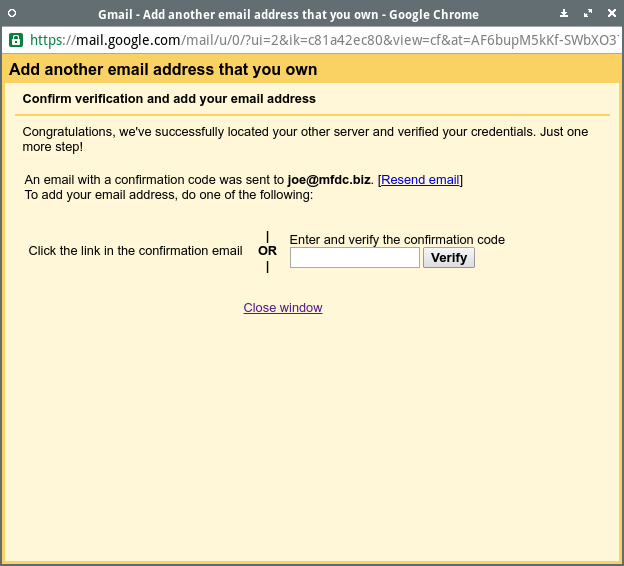 Gmail - Add another email address that you own - Google Chrome
https://mail.google.com/mail/u/0/?ui=2&ik=c81a42ec80&view=cf&at=AF6bupM5kKf-SWbXO3
Add another email address that you own
Confirm verification and add your email address
Congratulations, we've successfully located your other server and verified your credentials. Just one
more step!
An email with a confirmation code was sent to joe@mfdc.biz. [Resend email]
To add your email address, do one of the following:
Click the link in the confirmation email
|
OR
|
Enter and verify the confirmation code
Verify
Close window